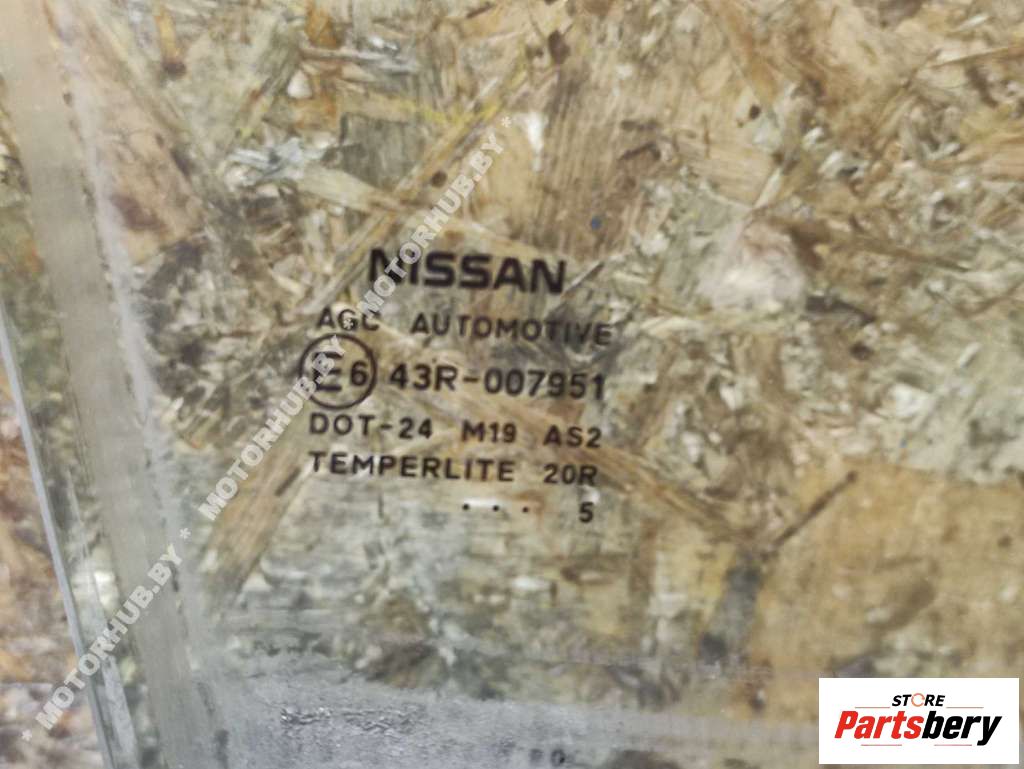 NISSAN
AGC AUTOMOTIVE
E6 43R-007951
DOT-24 M19 AS2
TEMPERLITE 20R
. . . 5
* MOTORHUB.BY * MOTORHUB.BY * MOTORHUB.BY *
STORE
Partsbery